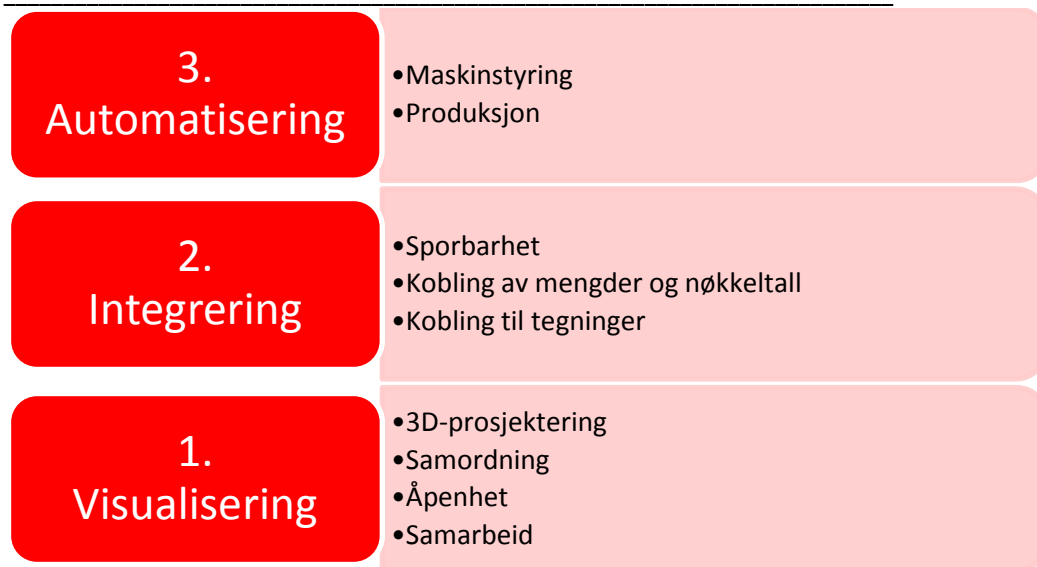 3.
Automatisering
•Maskinstyring
•Produksjon
2.
Integrering
•Sporbarhet
•Kobling av mengder og nøkkeltall
•Kobling til tegninger
1.
Visualisering
•3D-prosjektering
•Samordning
•Åpenhet
•Samarbeid